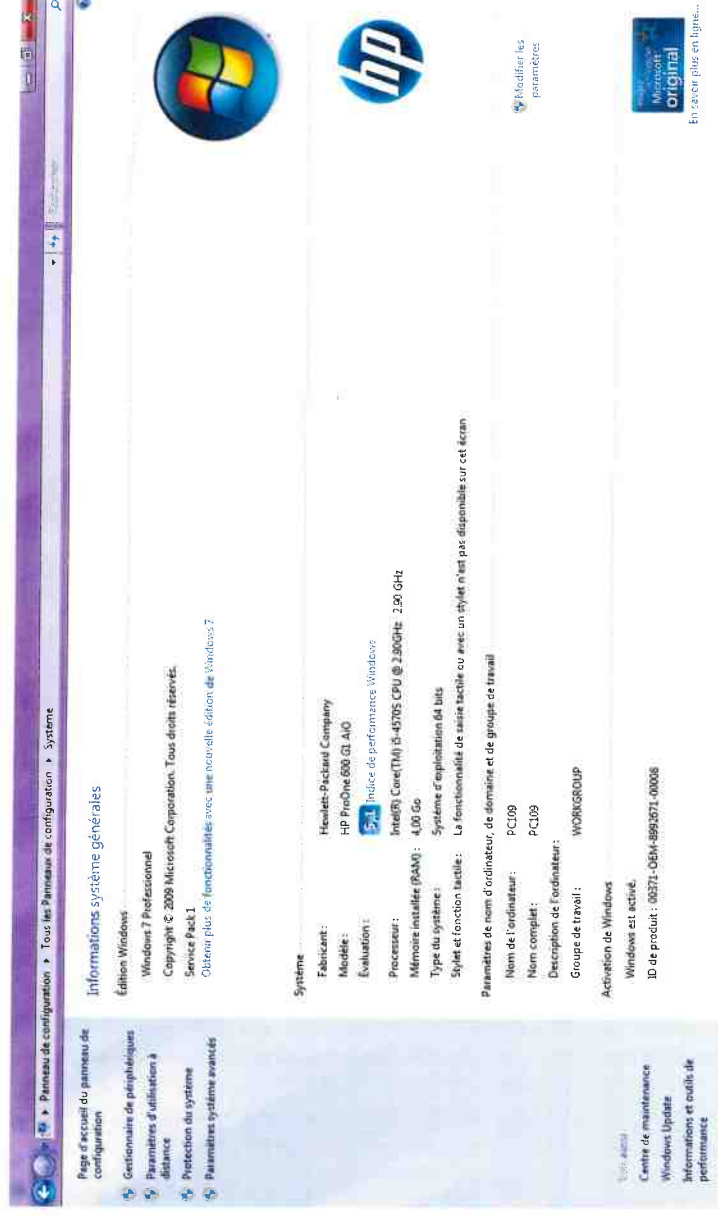 Panneau de configuration ▸ Tous les Panneaux de configuration ▸ Système
Page d'accueil du panneau de
configuration
Gestionnaire de périphériques
Paramètres d'utilisation à
distance
Protection du système
Paramètres système avancés
Voir aussi
Centre de maintenance
Windows Update
Informations et outils de
performance
Informations système générales
Édition Windows
Windows 7 Professionnel
Copyright © 2009 Microsoft Corporation. Tous droits réservés.
Service Pack 1
Obtenir plus de fonctionnalités avec une nouvelle édition de Windows 7
Système
Fabricant : Hewlett-Packard Company
Modèle : HP ProOne 600 G1 AiO
Évaluation : Indice de performance Windows
Processeur : Intel(R) Core(TM) i5-4570S CPU @ 2.90GHz 2.90 GHz
Mémoire installée (RAM) : 4,00 Go
Type du système : Système d'exploitation 64 bits
Stylet et fonction tactile : La fonctionnalité de saisie tactile ou avec un stylet n'est pas disponible sur cet écran
hp
Paramètres de nom d'ordinateur, de domaine et de groupe de travail
Nom de l'ordinateur : PC109
Nom complet : PC109
Description de l'ordinateur :
Groupe de travail : WORKGROUP
Modifier les
paramètres
Activation de Windows
Windows est activé.
ID de produit : 00371-OEM-8992671-00008
Microsoft
original
En savoir plus en ligne...